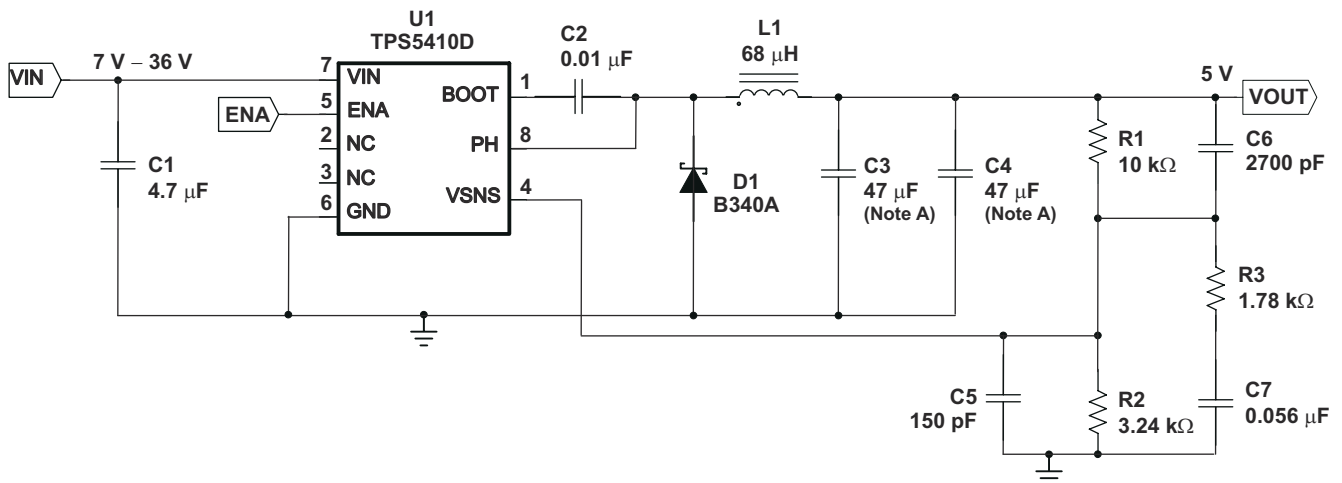 U1
TPS5410D
VIN
7 V – 36 V
7
VIN
5
ENA
ENA
2
NC
3
NC
6
GND
BOOT
1
PH
8
VSNS
4
C1
4.7 μF
C2
0.01 μF
L1
68 μH
D1
B340A
C3
47 μF
(Note A)
C4
47 μF
(Note A)
5 V
VOUT
R1
10 kΩ
C6
2700 pF
R3
1.78 kΩ
C5
150 pF
R2
3.24 kΩ
C7
0.056 μF